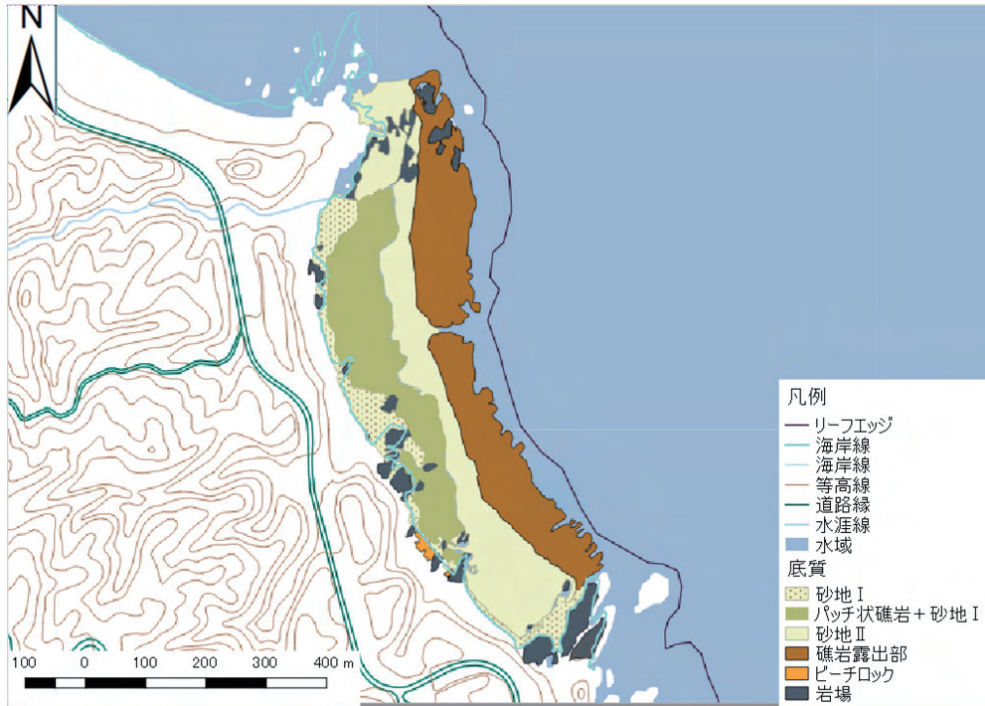 N
凡例
リーフエッジ
海岸線
海岸線
等高線
道路縁
水涯線
水域
底質
砂地Ⅰ
パッチ状礁岩+砂地Ⅰ
砂地Ⅱ
礁岩露出部
ビーチロック
岩場
100 0 100 200 300 400 m